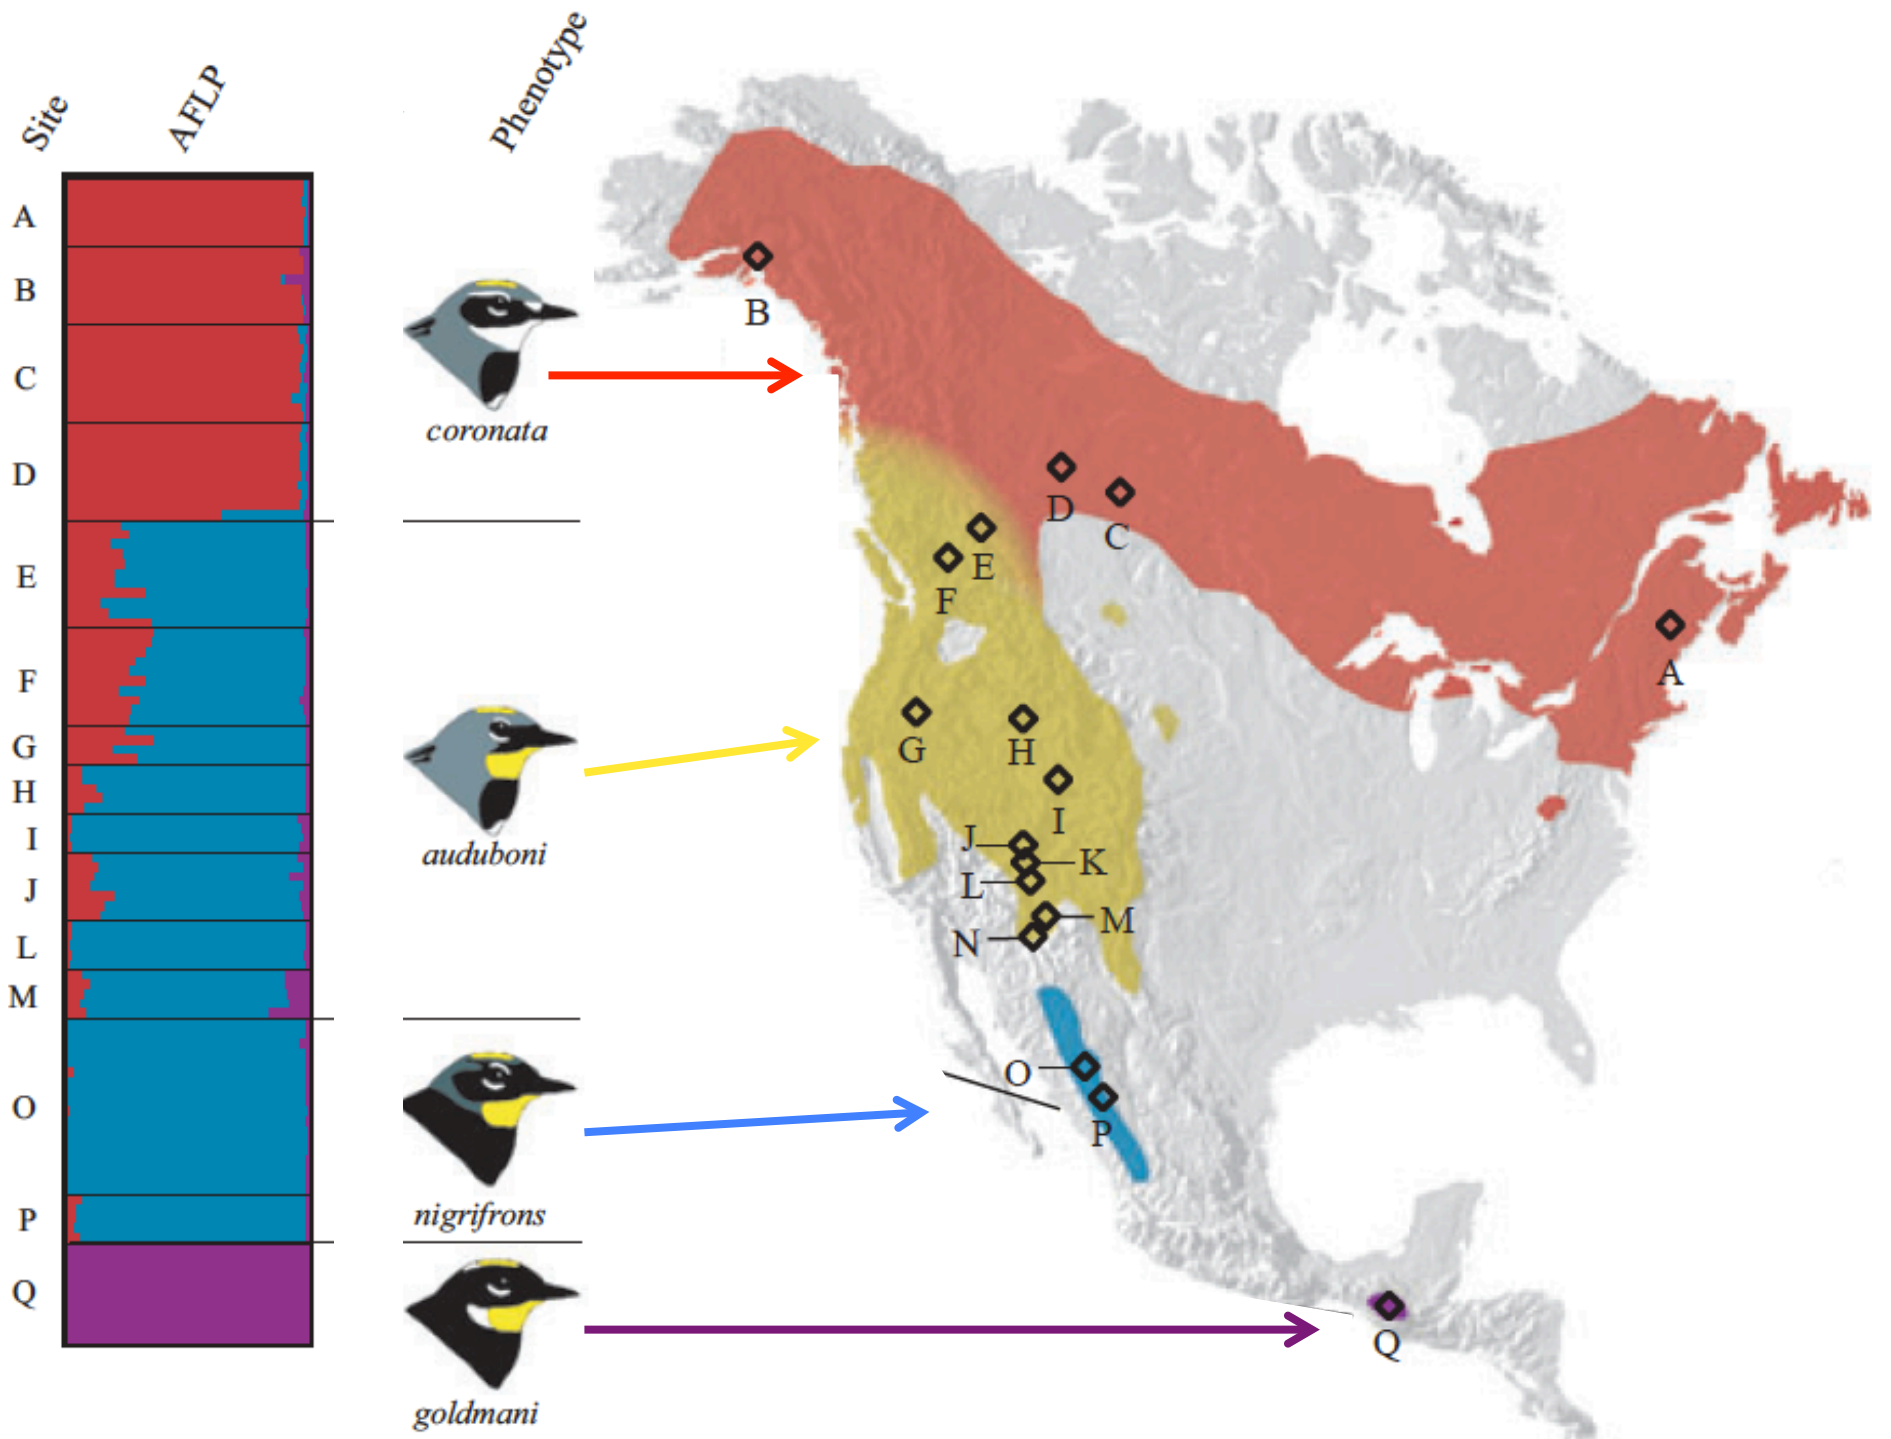 Site
AFLP
Phenotype
A
B
C
D
E
F
G
H
I
J
L
M
O
P
Q
coronata
auduboni
nigrifrons
goldmani
B
D
C
E
F
A
G
H
I
J
K
L
M
N
O
P
Q